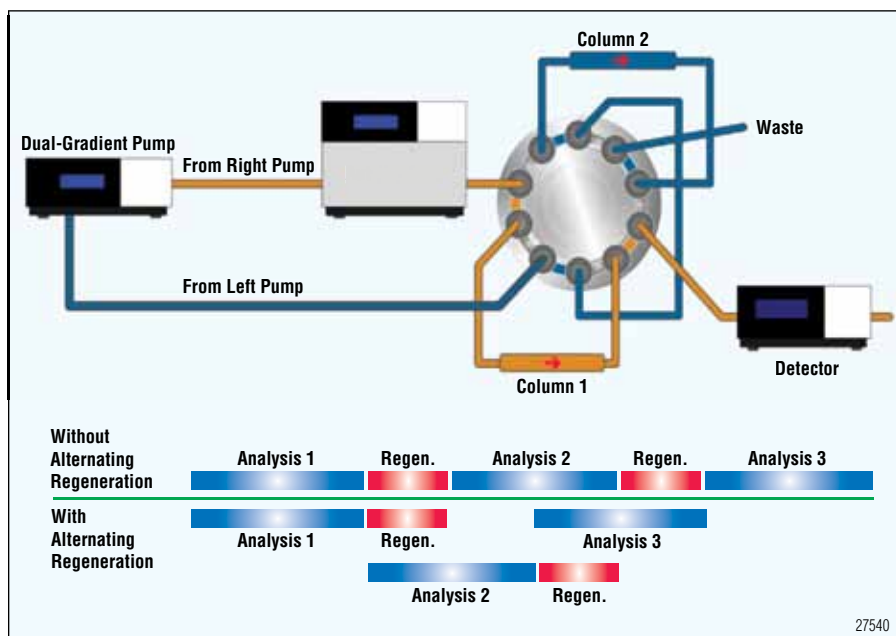 Column 2
Waste
Dual-Gradient Pump
From Right Pump
From Left Pump
Column 1
Detector
Without
Alternating
Regeneration
Analysis 1
Regen.
Analysis 2
Regen.
Analysis 3
With
Alternating
Regeneration
Analysis 1
Regen.
Analysis 3
Analysis 2
Regen.
27540